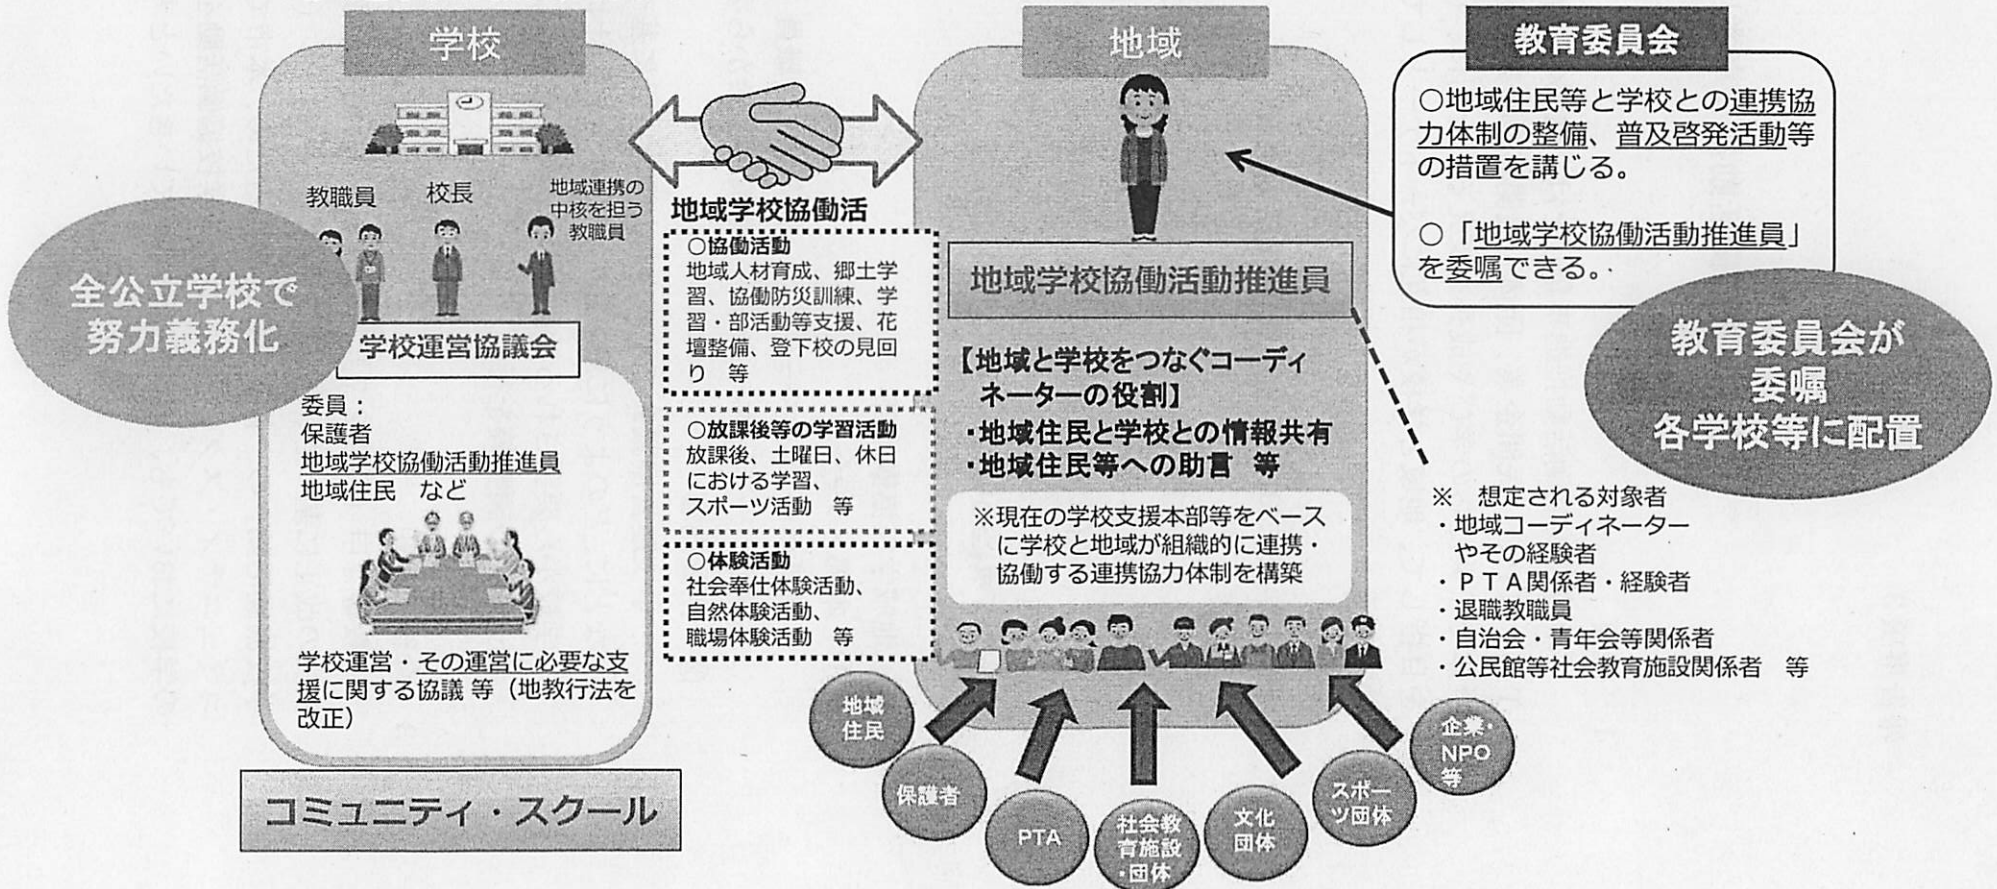 学校
教職員
校長
地域連携の
中核を担う
教職員
全公立学校で
努力義務化
学校運営協議会
委員：
保護者
地域学校協働活動推進員
地域住民　など
学校運営・その運営に必要な支
援に関する協議 等（地教行法を
改正）
コミュニティ・スクール
地域学校協働活
○協働活動
地域人材育成、郷土学
習、協働防災訓練、学
習・部活動等支援、花
壇整備、登下校の見回
り　等
○放課後等の学習活動
放課後、土曜日、休日
における学習、
スポーツ活動　等
○体験活動
社会奉仕体験活動、
自然体験活動、
職場体験活動　等
地域
地域学校協働活動推進員
【地域と学校をつなぐコーディ
ネーターの役割】
・地域住民と学校との情報共有
・地域住民等への助言　等
※現在の学校支援本部等をベース
に学校と地域が組織的に連携・
協働する連携協力体制を構築
地域
住民
保護者
PTA
社会教
育施設
・団体
文化
団体
スポー
ツ団体
企業・
NPO
等
教育委員会
○地域住民等と学校との連携協
力体制の整備、普及啓発活動等
の措置を講じる。
○「地域学校協働活動推進員」
を委嘱できる。
教育委員会が
委嘱
各学校等に配置
※　想定される対象者
・地域コーディネーター
やその経験者
・ＰＴＡ関係者・経験者
・退職教職員
・自治会・青年会等関係者
・公民館等社会教育施設関係者　等